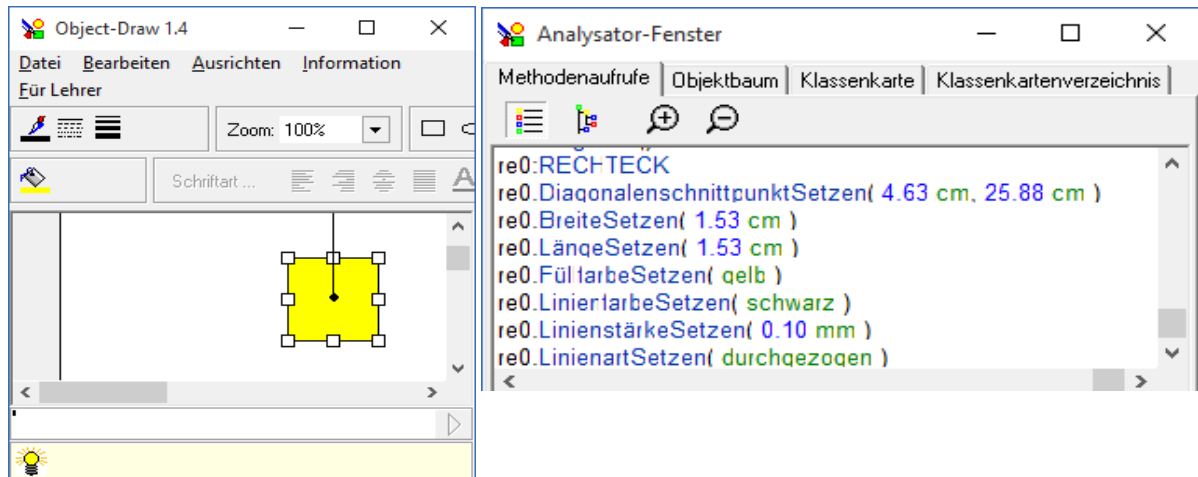 Object-Draw 1.4
Datei Bearbeiten Ausrichten Information
Für Lehrer
Zoom: 100%
Schriftart ...
A
Analysator-Fenster
Methodenaufrufe Objektbaum Klassenkarte Klassenkartenverzeichnis
re0:RECHTECK
re0.DiagonalenschnittpunktSetzen( 4.63 cm, 25.88 cm )
re0.BreiteSetzen( 1.53 cm )
re0.LängeSetzen( 1.53 cm )
re0.FüllfarbeSetzen( gelb )
re0.LinienfarbeSetzen( schwarz )
re0.LinienstärkeSetzen( 0.10 mm )
re0.LinienartSetzen( durchgezogen )